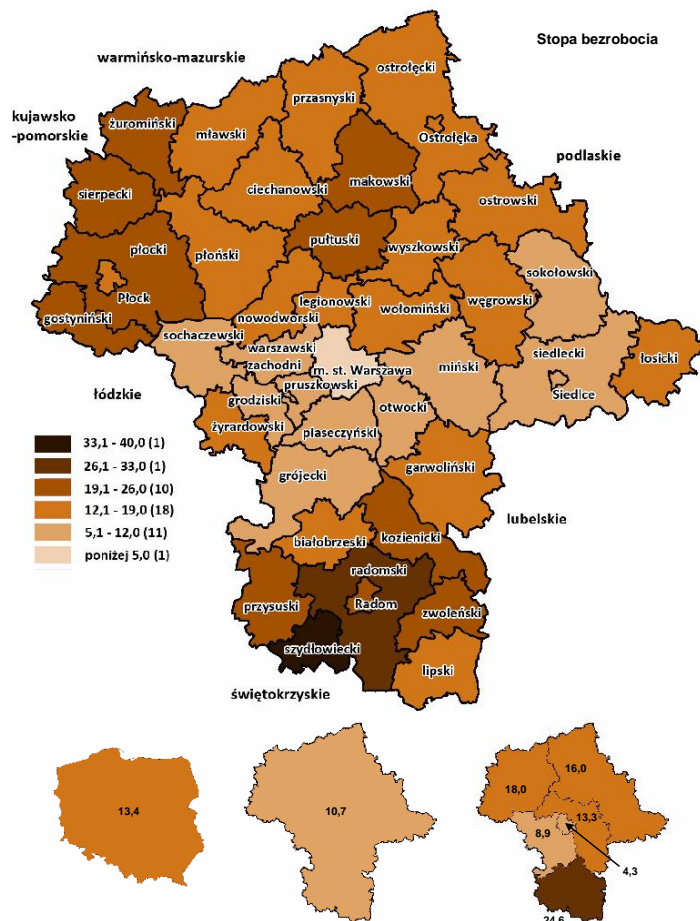 Stopa bezrobocia
warmińsko-mazurskie
ostrołęcki
przasnyski
kujawsko
-pomorskie
żuromiński
mławski
Ostrołęka
podlaskie
sierpecki
ciechanowski
makowski
ostrowski
płocki
płoński
pułtuski
wyszkowski
sokołowski
Płock
legionowski
węgrowski
gostyniński
nowodworski
wołomiński
sochaczewski
warszawski
zachodni
siedlecki
łosicki
m. st. Warszawa
miński
pruszkowski
łódzkie
grodziski
otwocki
Siedlce
żyrardowski
piaseczyński
33,1 - 40,0 (1)
26,1 - 33,0 (1)
19,1 - 26,0 (10)
12,1 - 19,0 (18)
5,1 - 12,0 (11)
poniżej 5,0 (1)
grójecki
garwoliński
lubelskie
białobrzeski
kozienicki
radomski
przysuski
Radom
zwoleński
szydłowiecki
lipski
świętokrzyskie
13,4
10,7
16,0
18,0
13,3
8,9
4,3
24,6